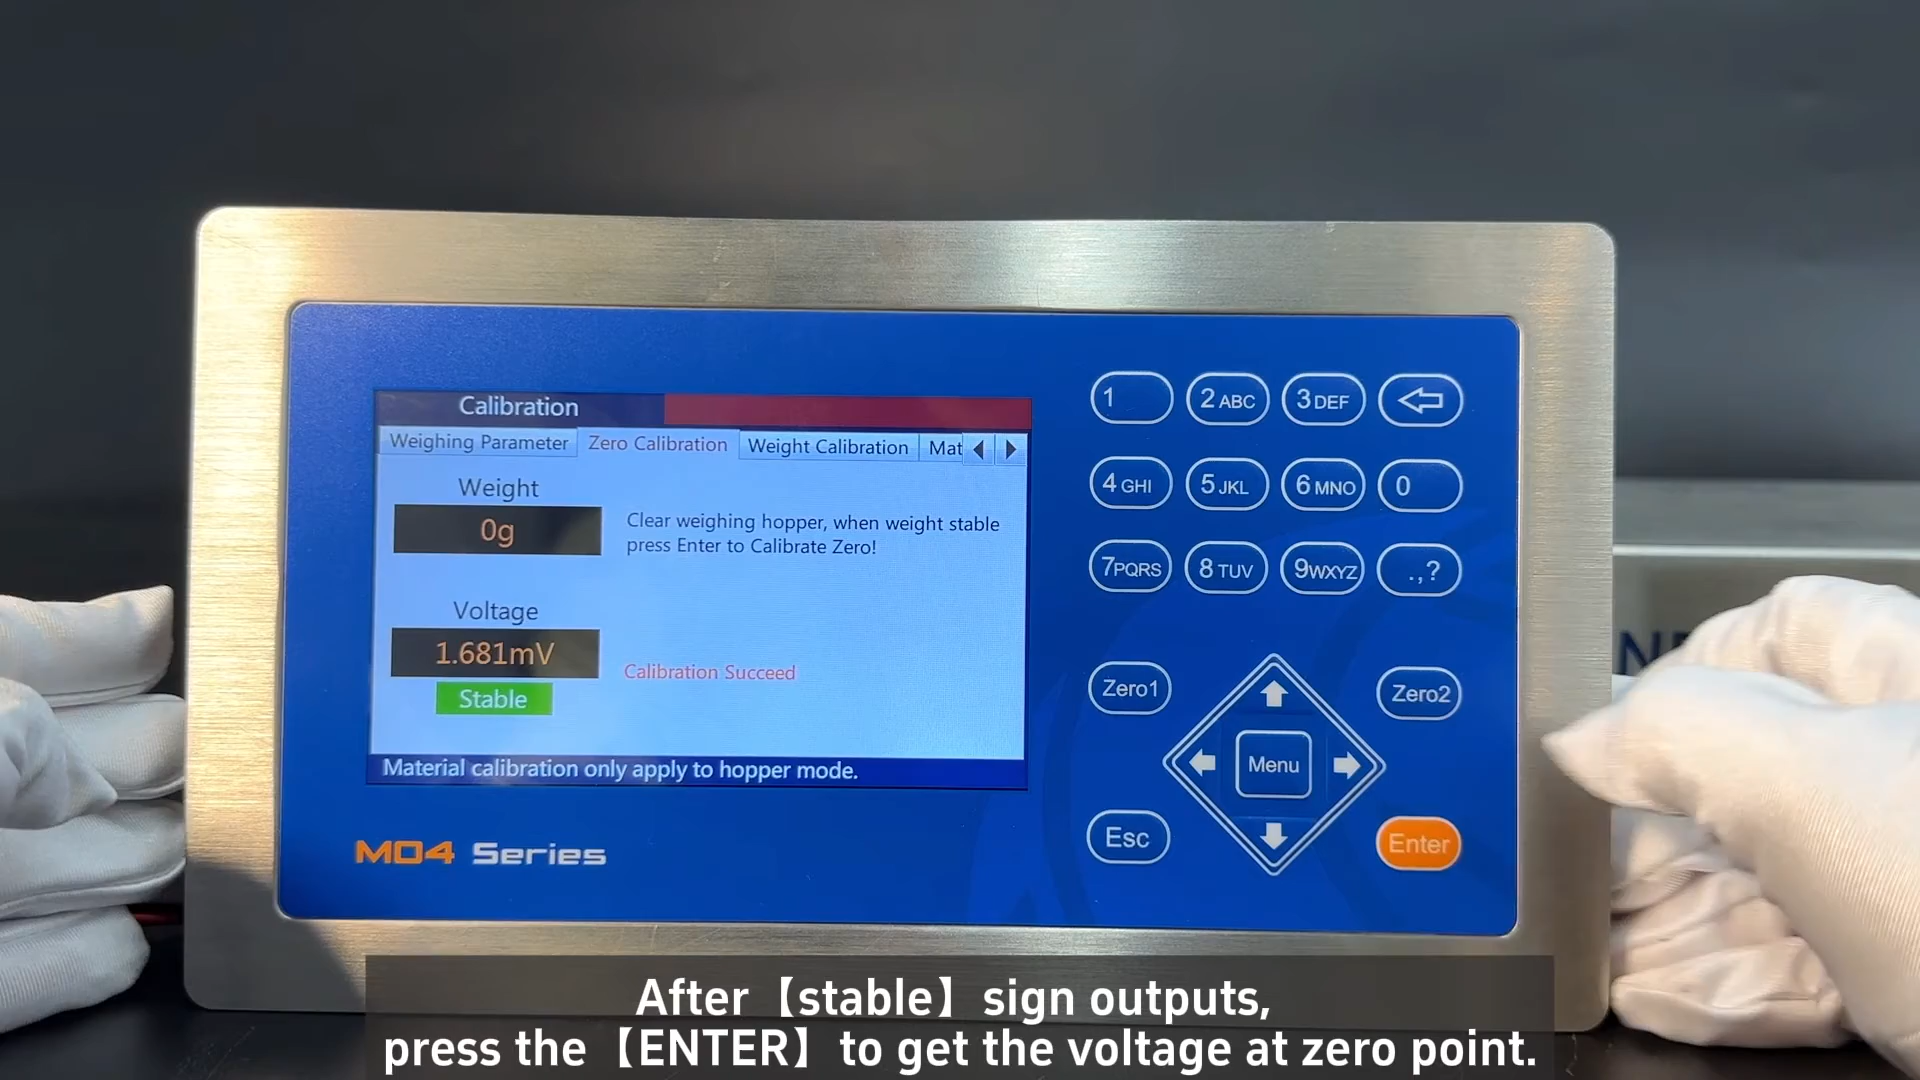 Calibration
Weighing Parameter Zero Calibration Weight Calibration Mat
Weight
0g
Clear weighing hopper, when weight stable
press Enter to Calibrate Zero!
Voltage
1.681mV
Calibration Succeed
Stable
Material calibration only apply to hopper mode.
M04 Series
1 2 ABC 3 DEF
4 GHI 5 JKL 6 MNO 0
7PQRS 8 TUV 9WXYZ .,?
Zero1 Zero2
Menu
Esc Enter
After【stable】sign outputs,
press the【ENTER】to get the voltage at zero point.